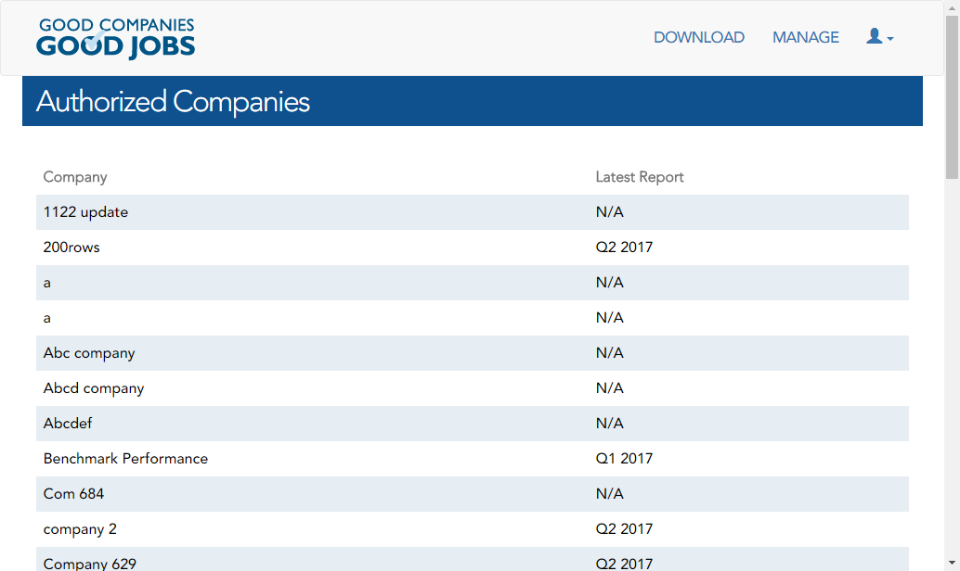 GOOD COMPANIES
GOOD JOBS
DOWNLOAD MANAGE
Authorized Companies
Company Latest Report
1122 update N/A
200rows Q2 2017
a N/A
a N/A
Abc company N/A
Abcd company N/A
Abcdef N/A
Benchmark Performance Q1 2017
Com 684 N/A
company 2 Q2 2017
Company 629 Q2 2017